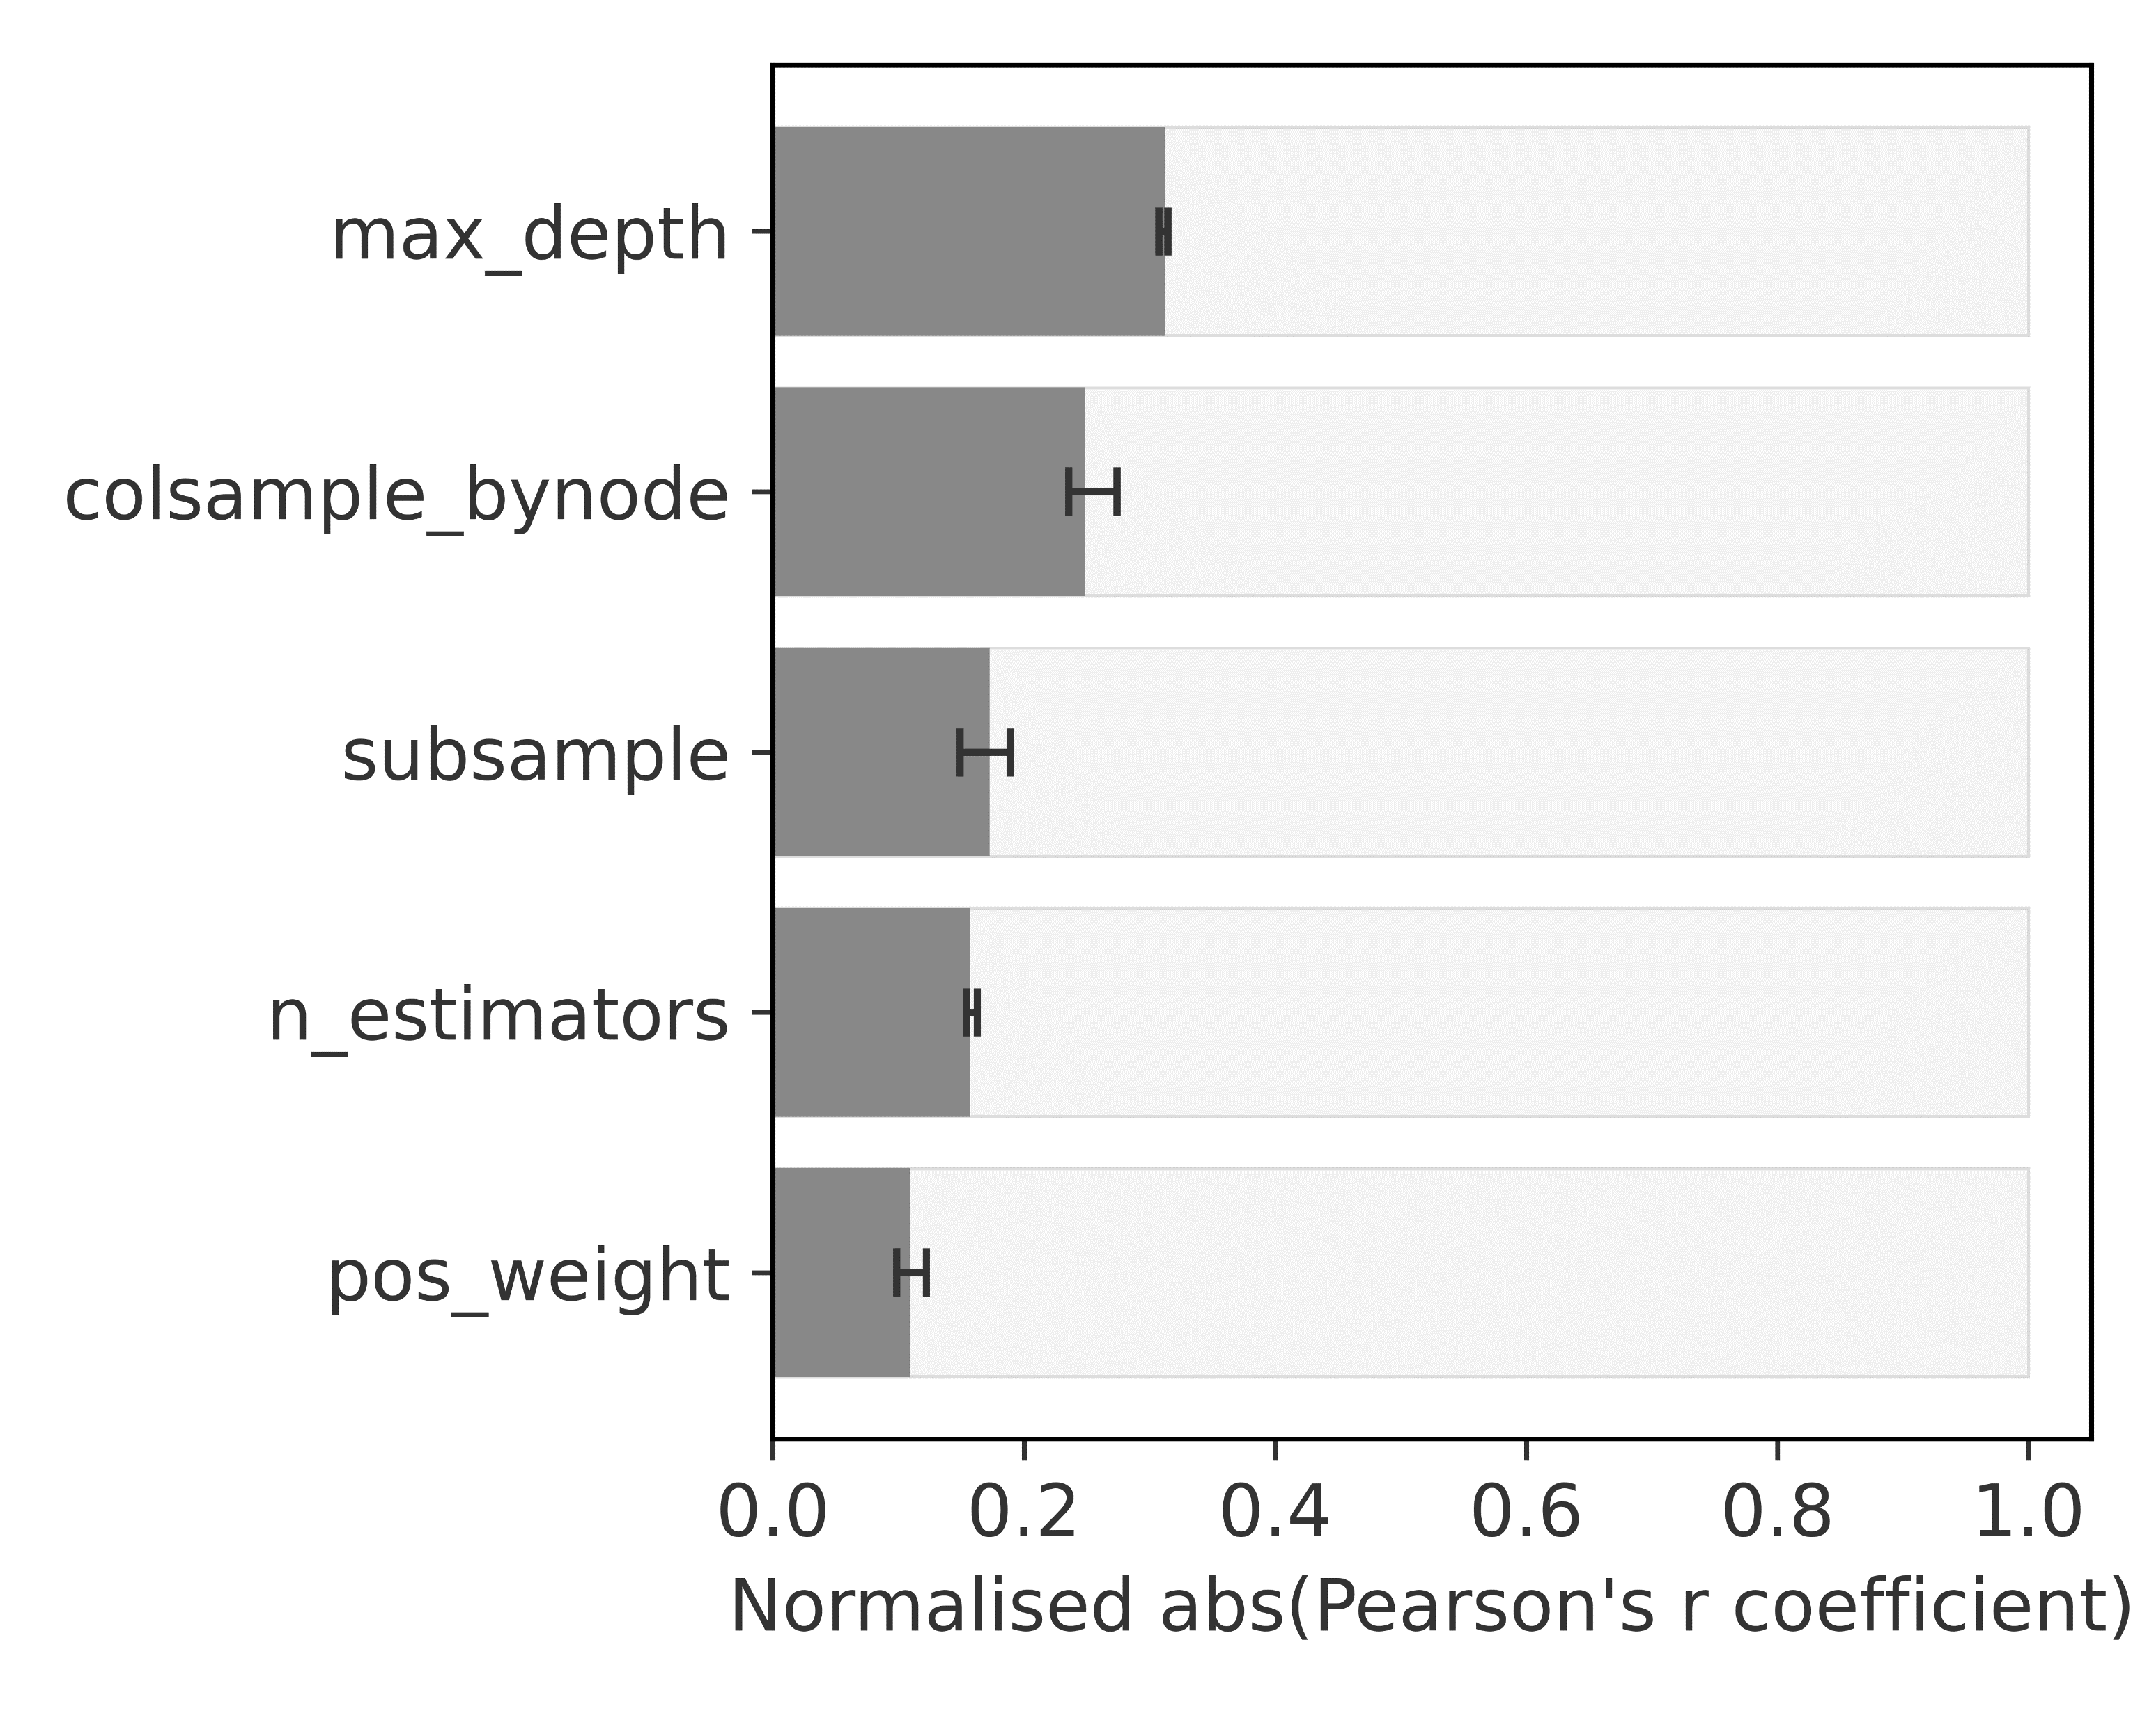 max_depth
colsample_bynode
subsample
n_estimators
pos_weight
0.0 0.2 0.4 0.6 0.8 1.0
Normalised abs(Pearson's r coefficient)